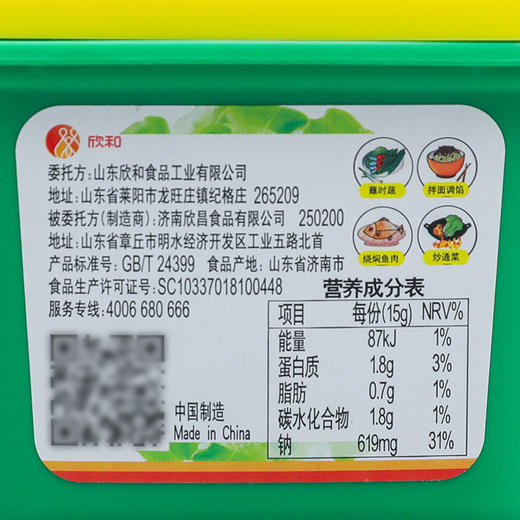 欣和
委托方:山东欣和食品工业有限公司
地址:山东省莱阳市龙旺庄镇纪格庄 265209
被委托方(制造商):济南欣昌食品有限公司 250200
地址:山东省章丘市明水经济开发区工业五路北首
产品标准号:GB/T 24399 食品产地:山东省济南市
食品生产许可证号:SC10337018100448
服务专线:4006 680 666
蘸时蔬
拌面调馅
烧焖鱼肉
炒通菜
营养成分表
项目 每份(15g) NRV%
能量 87kJ 1%
蛋白质 1.8g 3%
脂肪 0.7g 1%
碳水化合物 1.8g 1%
钠 619mg 31%
中国制造
Made in China